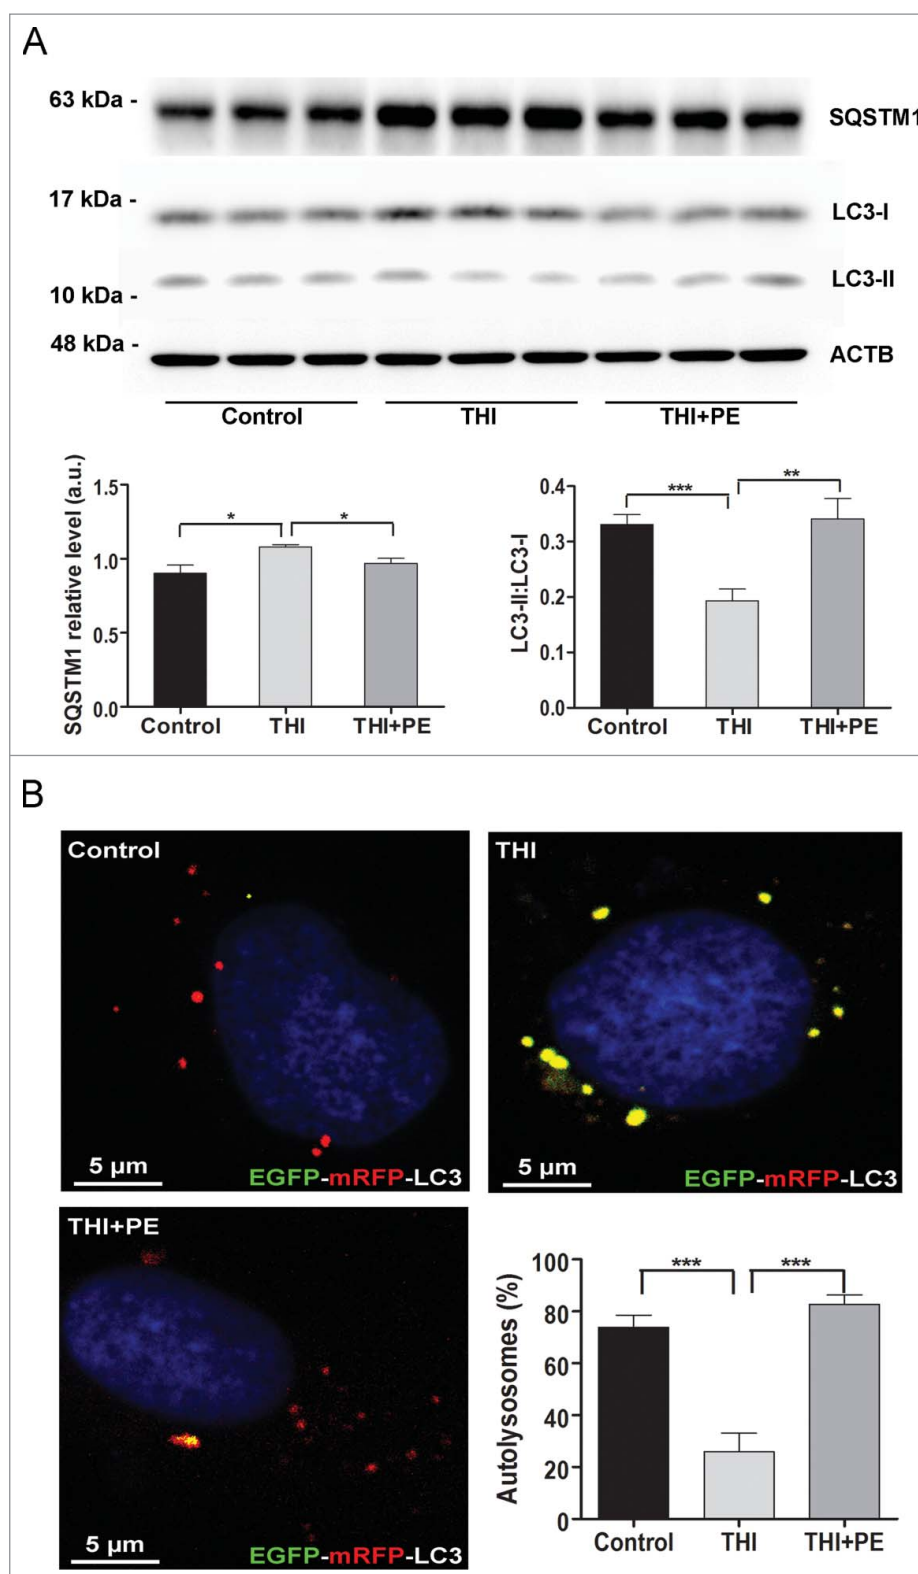 A
63 kDa -
SQSTM1
17 kDa -
LC3-I
LC3-II
10 kDa -
48 kDa -
ACTB
Control THI THI+PE
SQSTM1 relative level (a.u.)
1.5
1.0
0.5
0.0
* *
Control THI THI+PE
LC3-II:LC3-I
0.4
0.3
0.2
0.1
0.0
*** **
Control THI THI+PE
B
Control
5 µm
EGFP-mRFP-LC3
THI
5 µm
EGFP-mRFP-LC3
THI+PE
5 µm
EGFP-mRFP-LC3
Autolysosomes (%)
100
80
60
40
20
0
*** ***
Control THI THI+PE